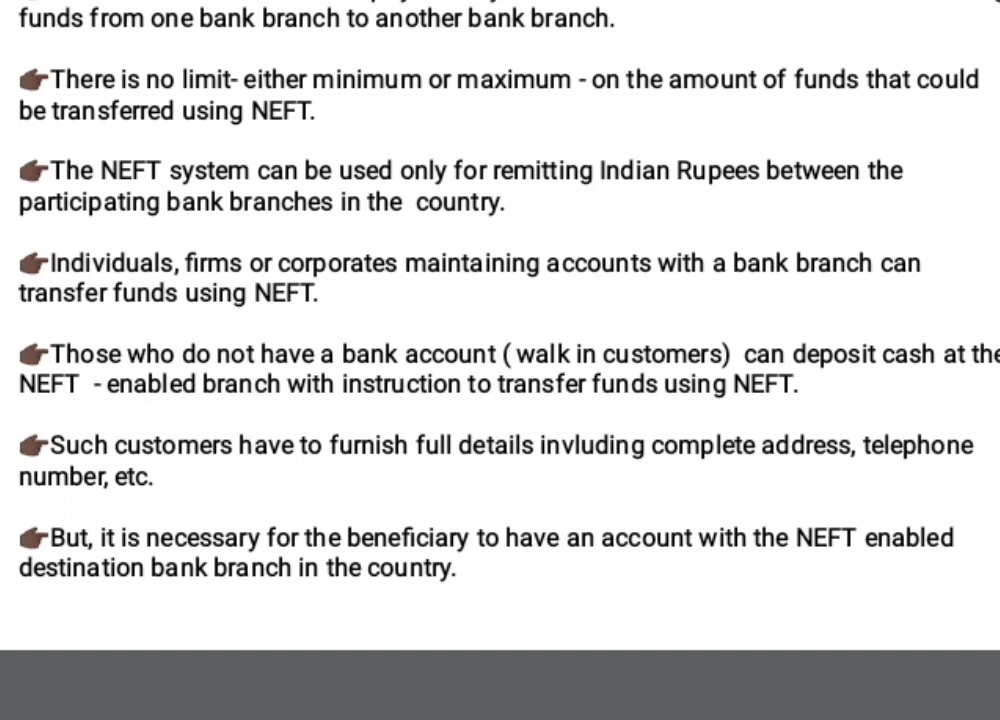 funds from one bank branch to another bank branch.
👉🏿There is no limit- either minimum or maximum - on the amount of funds that could
be transferred using NEFT.
👉🏿The NEFT system can be used only for remitting Indian Rupees between the
participating bank branches in the country.
👉🏿Individuals, firms or corporates maintaining accounts with a bank branch can
transfer funds using NEFT.
👉🏿Those who do not have a bank account ( walk in customers) can deposit cash at the
NEFT - enabled branch with instruction to transfer funds using NEFT.
👉🏿Such customers have to furnish full details invluding complete address, telephone
number, etc.
👉🏿But, it is necessary for the beneficiary to have an account with the NEFT enabled
destination bank branch in the country.